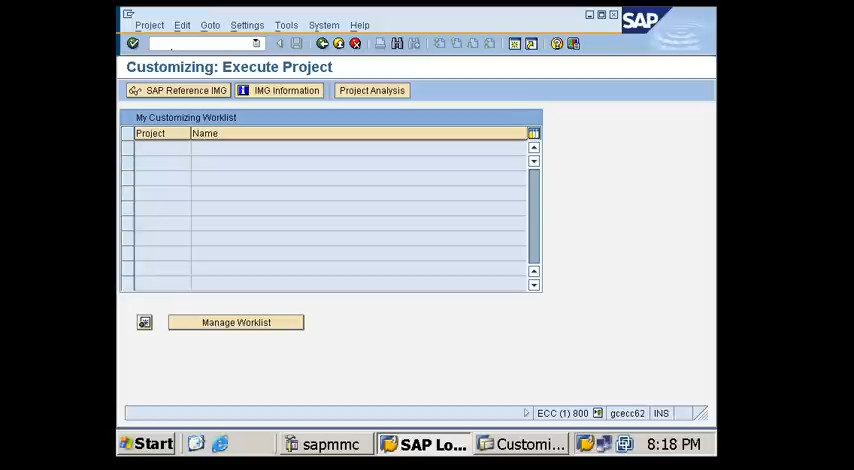 Project Edit Goto Settings Tools System Help
SAP
Customizing: Execute Project
SAP Reference IMG IMG Information Project Analysis
My Customizing Worklist
Project Name
Manage Worklist
ECC (1) 800 gcecc62 INS
Start sapmmc SAP Lo... Customi... 8:18 PM